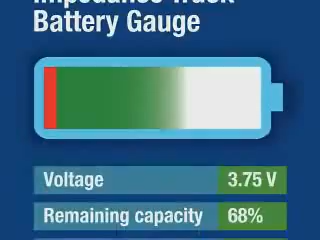 Impedance Track
Battery Gauge
Voltage 3.75 V
Remaining capacity 68%